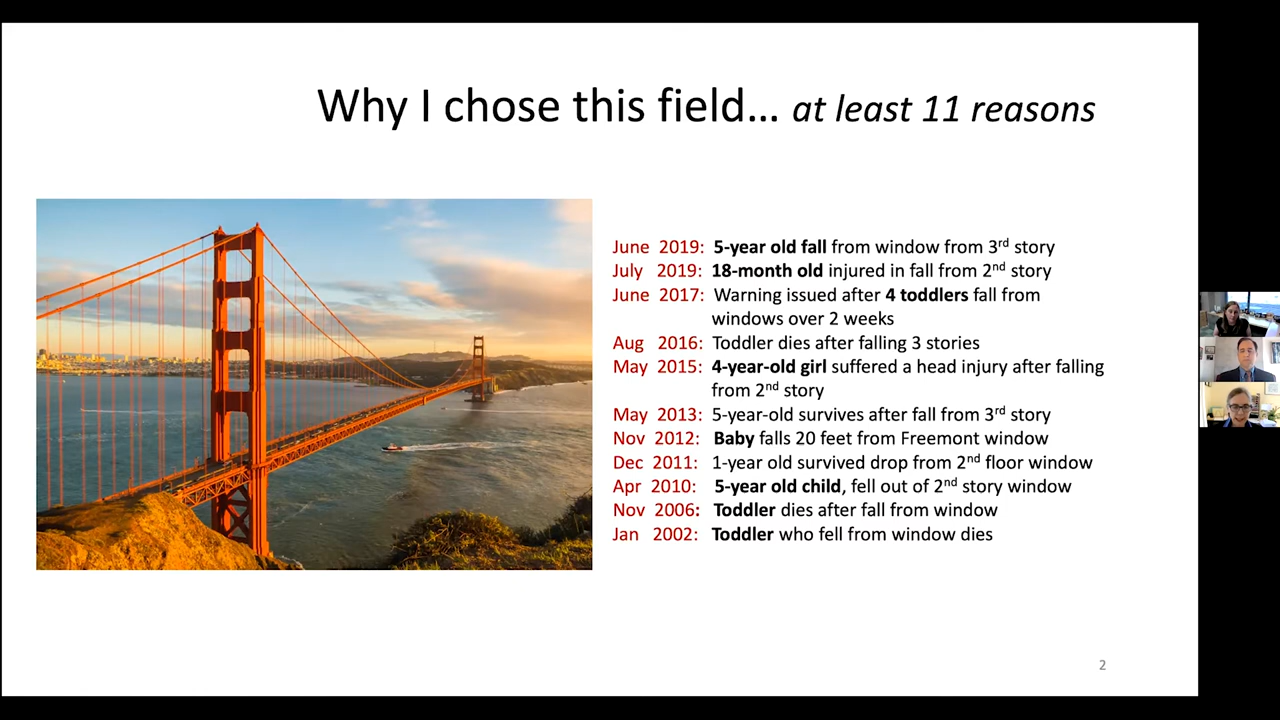 Why I chose this field... at least 11 reasons
June 2019: 5-year old fall from window from 3rd story
July 2019: 18-month old injured in fall from 2nd story
June 2017: Warning issued after 4 toddlers fall from
windows over 2 weeks
Aug 2016: Toddler dies after falling 3 stories
May 2015: 4-year-old girl suffered a head injury after falling
from 2nd story
May 2013: 5-year-old survives after fall from 3rd story
Nov 2012: Baby falls 20 feet from Freemont window
Dec 2011: 1-year old survived drop from 2nd floor window
Apr 2010: 5-year old child, fell out of 2nd story window
Nov 2006: Toddler dies after fall from window
Jan 2002: Toddler who fell from window dies
2